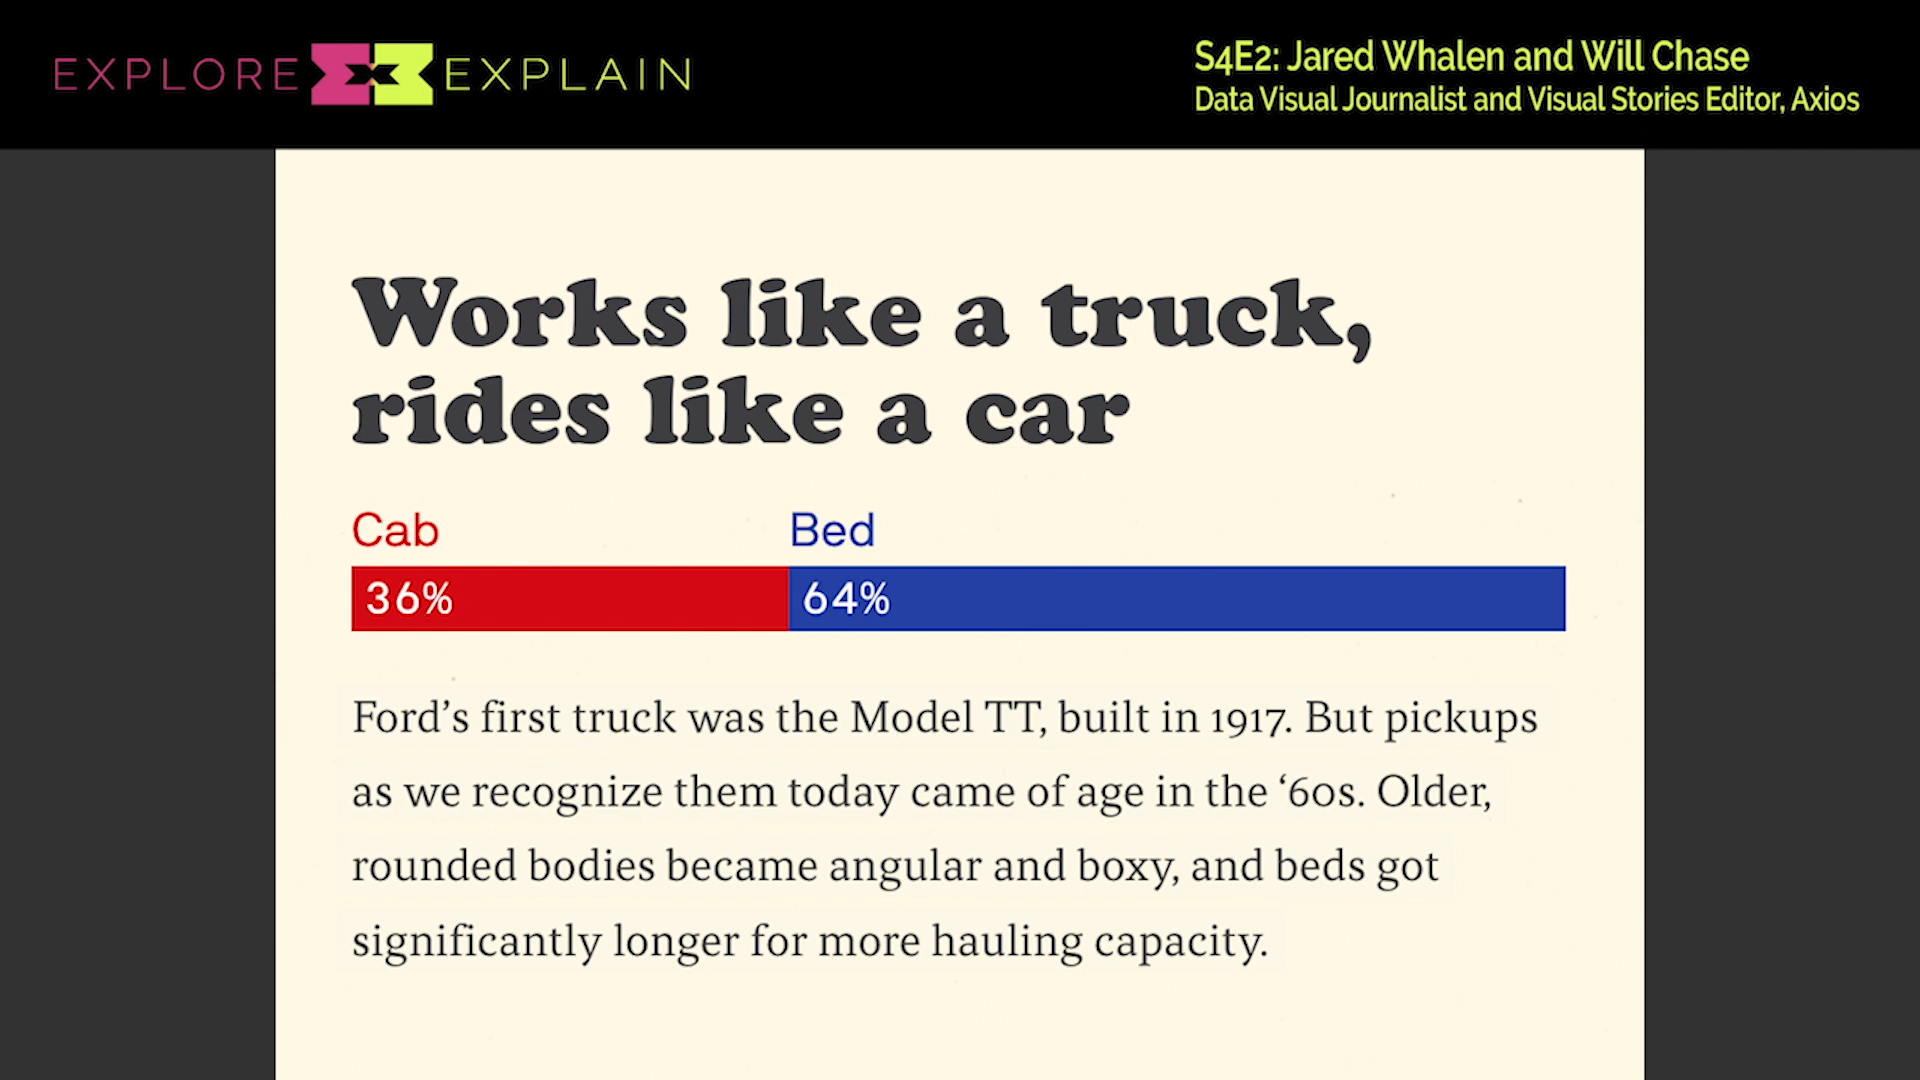 EXPLORE EXPLAIN
S4E2: Jared Whalen and Will Chase
Data Visual Journalist and Visual Stories Editor, Axios
Works like a truck,
rides like a car
Cab Bed
36% 64%
Ford’s first truck was the Model TT, built in 1917. But pickups
as we recognize them today came of age in the ‘60s. Older,
rounded bodies became angular and boxy, and beds got
significantly longer for more hauling capacity.